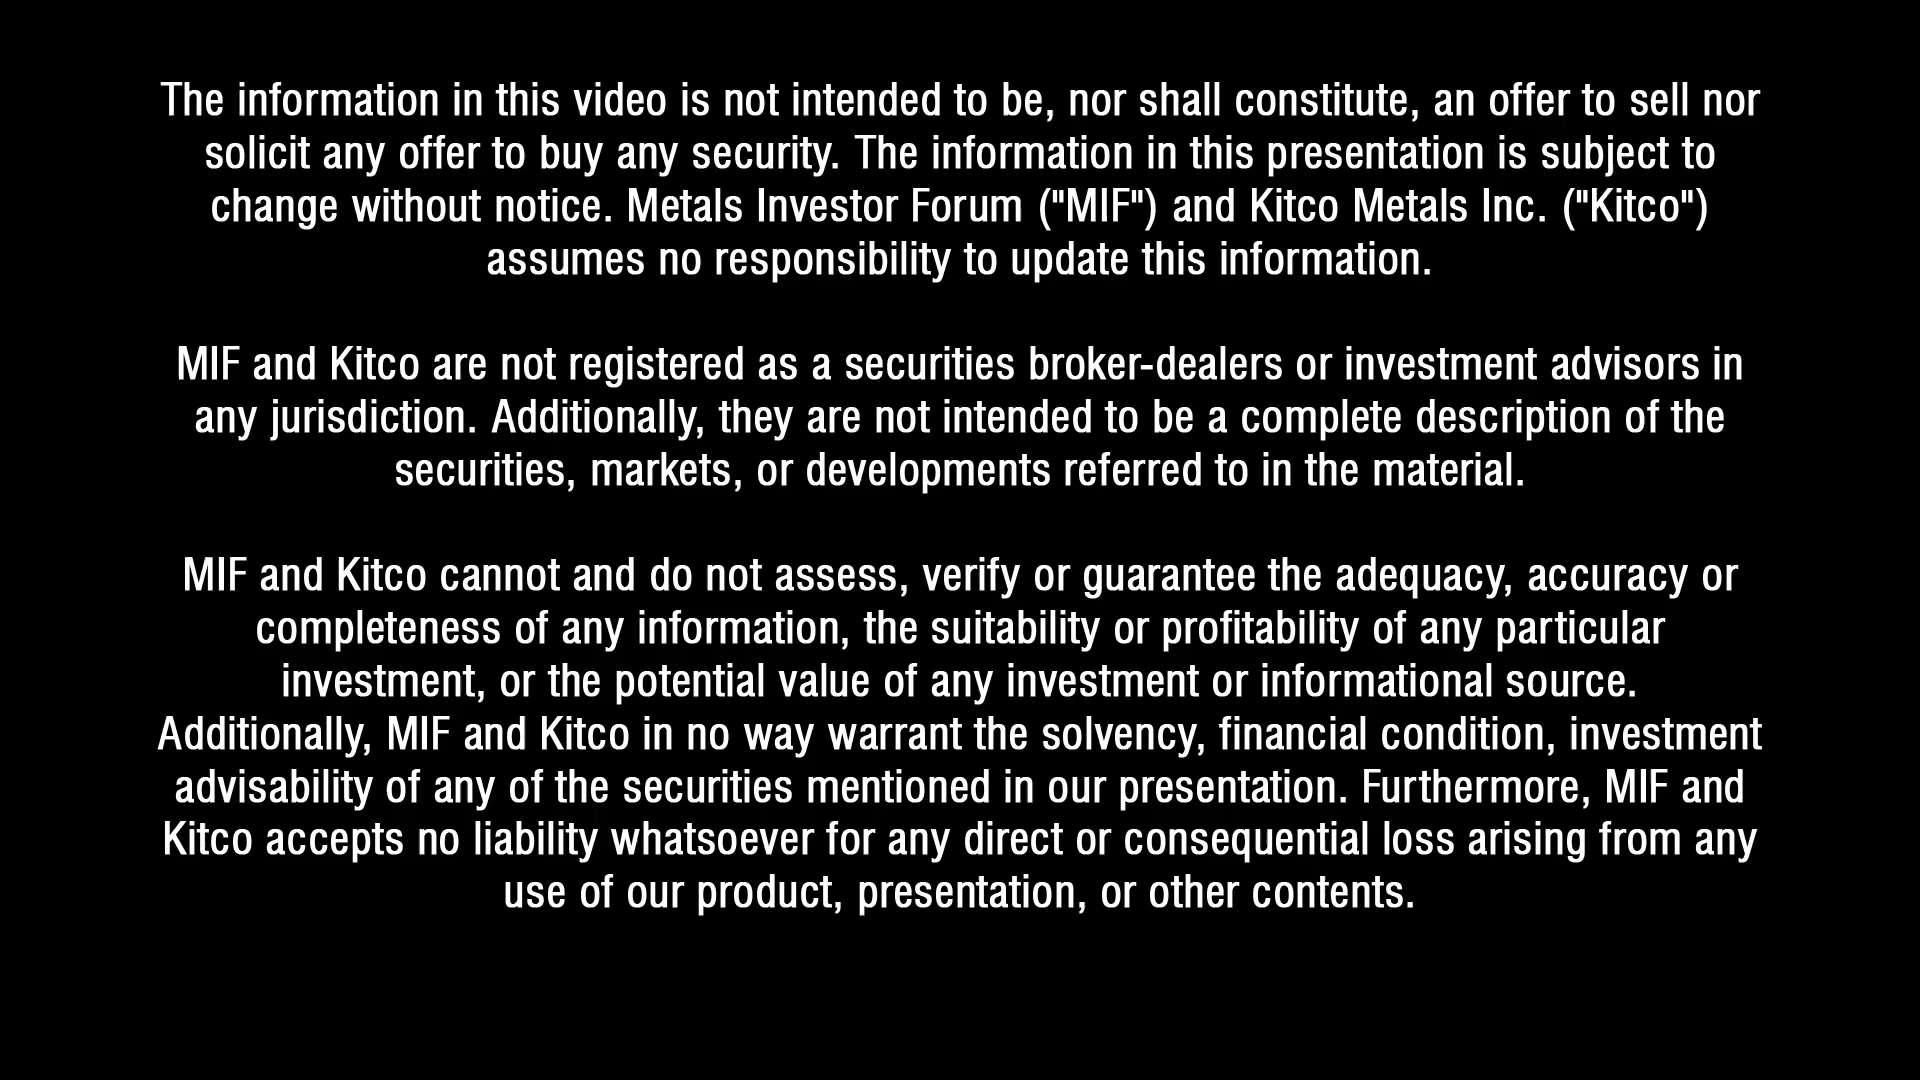 The information in this video is not intended to be, nor shall constitute, an offer to sell nor
solicit any offer to buy any security. The information in this presentation is subject to
change without notice. Metals Investor Forum ("MIF") and Kitco Metals Inc. ("Kitco")
assumes no responsibility to update this information.
MIF and Kitco are not registered as a securities broker-dealers or investment advisors in
any jurisdiction. Additionally, they are not intended to be a complete description of the
securities, markets, or developments referred to in the material.
MIF and Kitco cannot and do not assess, verify or guarantee the adequacy, accuracy or
completeness of any information, the suitability or profitability of any particular
investment, or the potential value of any investment or informational source.
Additionally, MIF and Kitco in no way warrant the solvency, financial condition, investment
advisability of any of the securities mentioned in our presentation. Furthermore, MIF and
Kitco accepts no liability whatsoever for any direct or consequential loss arising from any
use of our product, presentation, or other contents.